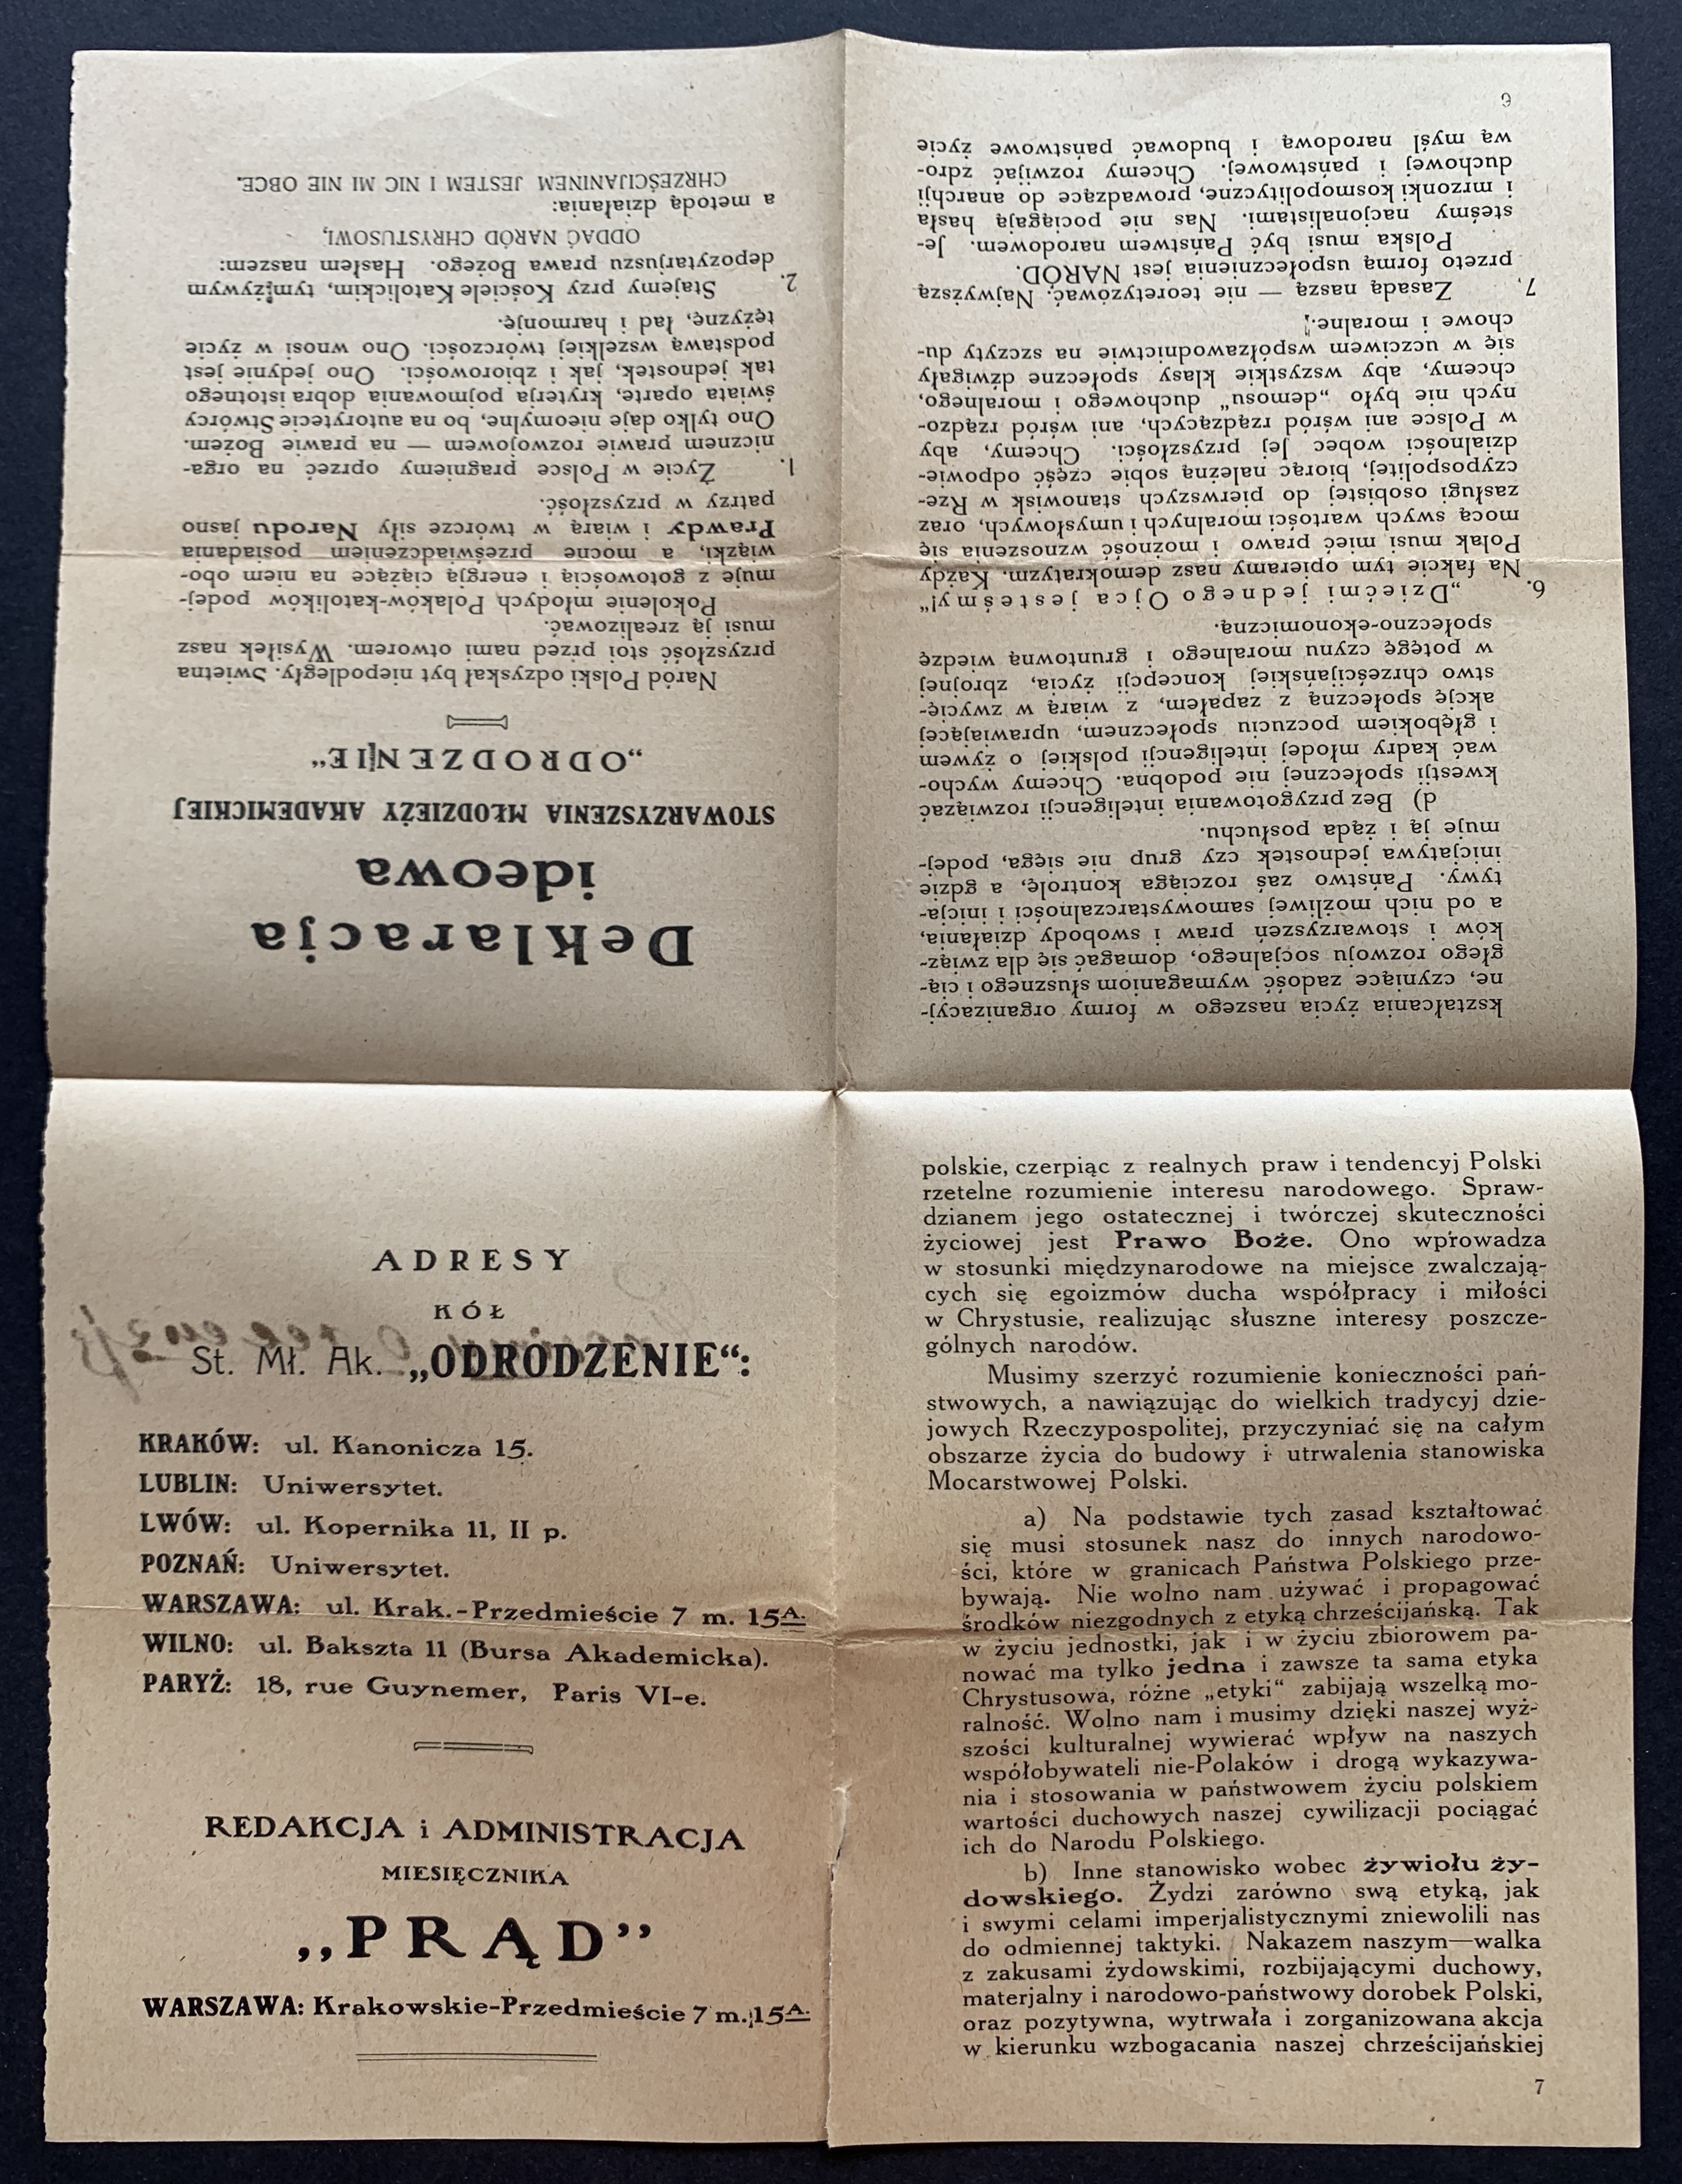 Deklaracja
ideowa
STOWARZYSZENIA MŁODZIEŻY AKADEMICKIEJ
„ODRODZENIE“
Naród Polski odzyskał byt niepodległy. Świetna
przyszłość stoi przed nami otworem. Wysiłek nasz
musi ją zrealizować.
Pokolenie młodych Polaków-katolików podej-
muje z gotowością i energją ciążące na niem obo-
wiązki, a mocne przeświadczeniem posiadania
Prawdy i wiarą w twórcze siły Narodu jasno
patrzy w przyszłość.
1. Życie w Polsce pragniemy oprzeć na orga-
nicznem prawie rozwojowem — na prawie Bożem.
Ono tylko daje nieomylne, bo na autorytecie Stwórcy
świata oparte, kryterja pojmowania dobra istotnego
tak jednostek, jak i zbiorowości. Ono jedynie jest
podstawą wszelkiej twórczości. Ono wnosi w życie
tężyznę, ład i harmonję.
2. Stajemy przy Kościele Katolickim, tym żywym
depozytarjuszu prawa Bożego. Hasłem naszem:
ODDAĆ NARÓD CHRYSTUSOWI,
a metodą działania:
CHRZEŚCIJANINEM JESTEM I NIC MI NIE OBCE.
kształcania życia naszego w formy organizacyj-
ne, czyniące zadość wymaganiom słusznego i cią-
głego rozwoju socjalnego, domagać się dla związ-
ków i stowarzyszeń praw i swobody działania,
a od nich możliwej samowystarczalności i inicja-
tywy. Państwo zaś rozciąga kontrolę, a gdzie
inicjatywa jednostek czy grup nie sięga, podej-
muje ją i żąda posłuchu.
d) Bez przygotowania inteligencji rozwiązać
kwestji społecznej nie podobna. Chcemy wycho-
wać kadry młodej inteligencji polskiej o żywem
i głębokiem poczuciu społecznem, uprawiającej
akcję społeczną z zapałem, z wiarą w zwycię-
stwo chrześcijańskiej koncepcji życia, zbrojnej
w potęgę czynu moralnego i gruntowną wiedzę
społeczno-ekonomiczną.
6. „Dziećmi jednego Ojca jesteśmy!“
Na fakcie tym opieramy nasz demokratyzm. Każdy
Polak musi mieć prawo i możność wznoszenia się
mocą swych wartości moralnych i umysłowych, oraz
zasługi osobistej do pierwszych stanowisk w Rze-
czypospolitej, biorąc należną sobie część odpowie-
dzialności wobec Jej przyszłości. Chcemy, aby
w Polsce ani wśród rządzących, ani wśród rządzo-
nych nie było „demosu“ duchowego i moralnego,
chcemy, aby wszystkie klasy społeczne dźwigały
się w uczciwem współzawodnictwie na szczyty du-
chowe i moralne.
7. Zasadą naszą — nie teoretyzować. Najwyższą
przeto formą uspołecznienia jest NARÓD.
Polska musi być Państwem narodowem. Je-
steśmy nacjonalistami. Nas nie pociągają hasła
i mrzonki kosmopolityczne, prowadzące do anarchji
duchowej i państwowej. Chcemy rozwijać zdro-
wą myśl narodową i budować państwowe życie
6
polskie, czerpiąc z realnych praw i tendencyj Polski
rzetelne rozumienie interesu narodowego. Spraw-
dzianem jego ostatecznej i twórczej skuteczności
życiowej jest Prawo Boże. Ono wprowadza
w stosunki międzynarodowe na miejsce zwalczają-
cych się egoizmów ducha współpracy i miłości
w Chrystusie, realizując słuszne interesy poszcze-
gólnych narodów.
Musimy szerzyć rozumienie konieczności pań-
stwowych, a nawiązując do wielkich tradycyj dzie-
jowych Rzeczypospolitej, przyczyniać się na całym
obszarze życia do budowy i utrwalenia stanowiska
Mocarstwowej Polski.
a) Na podstawie tych zasad kształtować
się musi stosunek nasz do innych narodowo-
ści, które w granicach Państwa Polskiego prze-
bywają. Nie wolno nam używać i propagować
środków niezgodnych z etyką chrześcijańską. Tak
w życiu jednostki, jak i w życiu zbiorowem pa-
nować ma tylko jedna i zawsze ta sama etyka
Chrystusowa, różne „etyki“ zabijają wszelką mo-
ralność. Wolno nam i musimy dzięki naszej wyż-
szości kulturalnej wywierać wpływ na naszych
współobywateli nie-Polaków i drogą wykazywa-
nia i stosowania w państwowem życiu polskiem
wartości duchowych naszej cywilizacji pociągać
ich do Narodu Polskiego.
b) Inne stanowisko wobec żywiołu ży-
dowskiego. Żydzi zarówno swą etyką, jak
i swymi celami imperjalistycznymi zniewolili nas
do odmiennej taktyki. Nakazem naszym—walka
z zakusami żydowskimi, rozbijającymi duchowy,
materjalny i narodowo-państwowy dorobek Polski,
oraz pozytywna, wytrwała i zorganizowana akcja
w kierunku wzbogacania naszej chrześcijańskiej
7
ADRESY
KÓŁ
St. Mł. Ak. „ODRODZENIE“:
KRAKÓW: ul. Kanonicza 15.
LUBLIN: Uniwersytet.
LWÓW: ul. Kopernika 11, II p.
POZNAŃ: Uniwersytet.
WARSZAWA: ul. Krak.-Przedmieście 7 m. 15A.
WILNO: ul. Bakszta 11 (Bursa Akademicka).
PARYŻ: 18, rue Guynemer, Paris VI-e.
REDAKCJA i ADMINISTRACJA
MIESIĘCZNIKA
„PRĄD”
WARSZAWA: Krakowskie-Przedmieście 7 m. 15A.